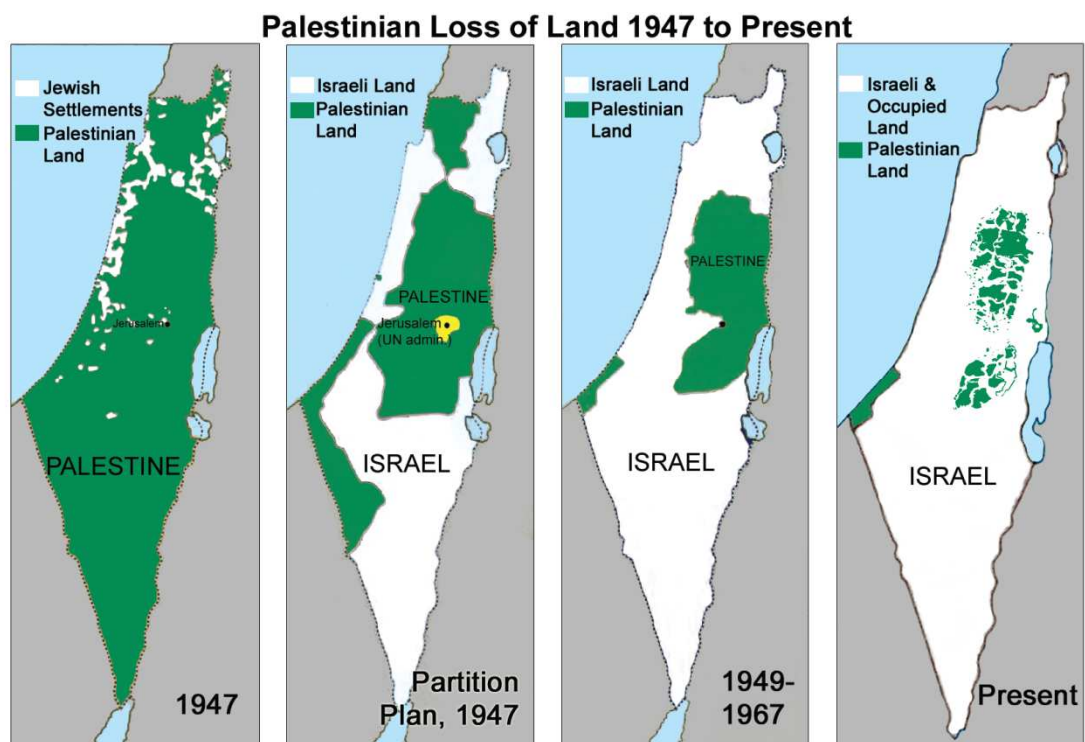 Palestinian Loss of Land 1947 to Present
Jewish
Settlements
Palestinian
Land
Jerusalem
PALESTINE
1947
Israeli Land
Palestinian
Land
PALESTINE
Jerusalem
(UN admin.)
ISRAEL
Partition
Plan, 1947
Israeli Land
Palestinian
Land
PALESTINE
ISRAEL
1949-
1967
Israeli &
Occupied
Land
Palestinian
Land
ISRAEL
Present